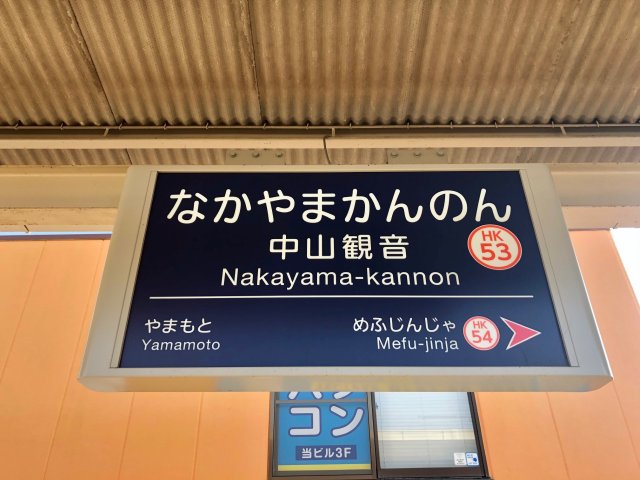 なかやまかんのん
中山観音
HK
53
Nakayama-kannon
やまもと
Yamamoto
めふじんじゃ
Mefu-jinja
HK
54
コン
当ビル3F